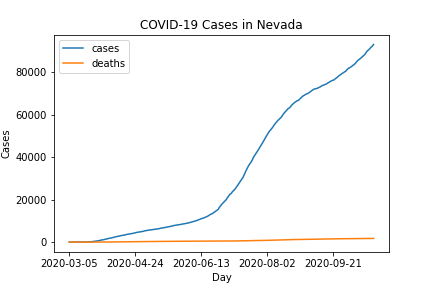 COVID-19 Cases in Nevada
cases
deaths
80000
60000
40000
20000
0
Cases
2020-03-05 2020-04-24 2020-06-13 2020-08-02 2020-09-21
Day